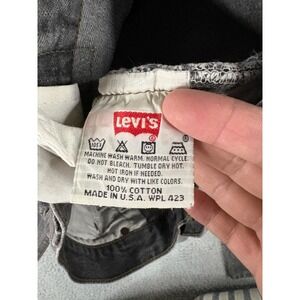 LEVI'S
105F
MACHINE WASH WARM. NORMAL CYCLE
DO NOT BLEACH. TUMBLE DRY HOT.
HOT IRON IF NEEDED.
WASH AND DRY WITH LIKE COLORS.
100% COTTON
MADE IN U.S.A. WPL 423